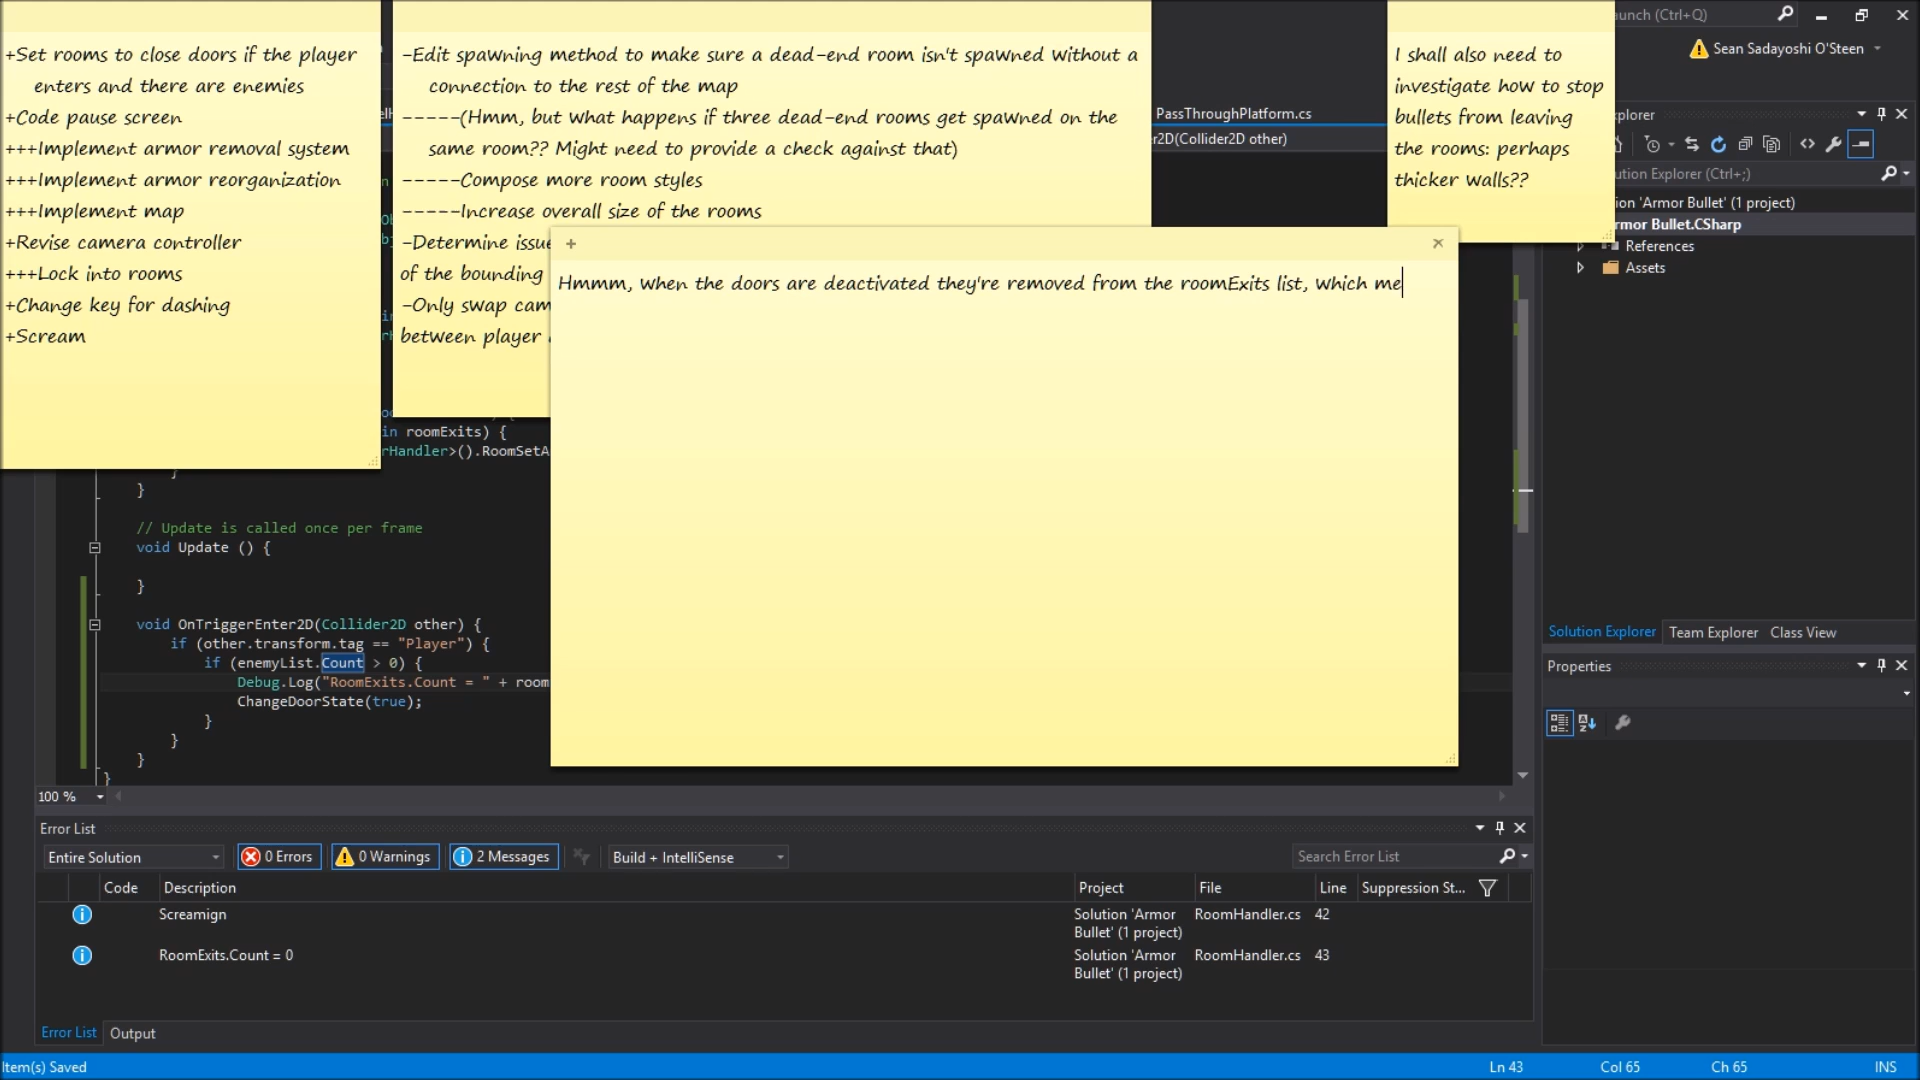 +Set rooms to close doors if the player
enters and there are enemies
+Code pause screen
+++Implement armor removal system
+++Implement armor reorganization
+++Implement map
+Revise camera controller
+++Lock into rooms
+Change key for dashing
+Scream
-Edit spawning method to make sure a dead-end room isn't spawned without a
connection to the rest of the map
-----(Hmm, but what happens if three dead-end rooms get spawned on the
same room?? Might need to provide a check against that)
-----Compose more room styles
-----Increase overall size of the rooms
-Determine issue
of the bounding
-Only swap cam
between player
I shall also need to
investigate how to stop
bullets from leaving
the rooms: perhaps
thicker walls??
+
Hmmm, when the doors are deactivated they're removed from the roomExits list, which me
PassThroughPlatform.cs
r2D(Collider2D other)
aunch (Ctrl+Q)
Sean Sadayoshi O'Steen
plorer
ution Explorer (Ctrl+;)
ion 'Armor Bullet' (1 project)
rmor Bullet.CSharp
References
Assets
in roomExits) {
rHandler>().RoomSetA
}
}
// Update is called once per frame
void Update () {
}
void OnTriggerEnter2D(Collider2D other) {
if (other.transform.tag == "Player") {
if (enemyList.Count > 0) {
Debug.Log("RoomExits.Count = " + room
ChangeDoorState(true);
}
}
}
}
100 %
Solution Explorer Team Explorer Class View
Properties
Error List
Entire Solution 0 Errors 0 Warnings 2 Messages Build + IntelliSense Search Error List
Code Description Project File Line Suppression St...
Screamign Solution 'Armor RoomHandler.cs 42
Bullet' (1 project)
RoomExits.Count = 0 Solution 'Armor RoomHandler.cs 43
Bullet' (1 project)
Error List Output
Item(s) Saved Ln 43 Col 65 Ch 65 INS